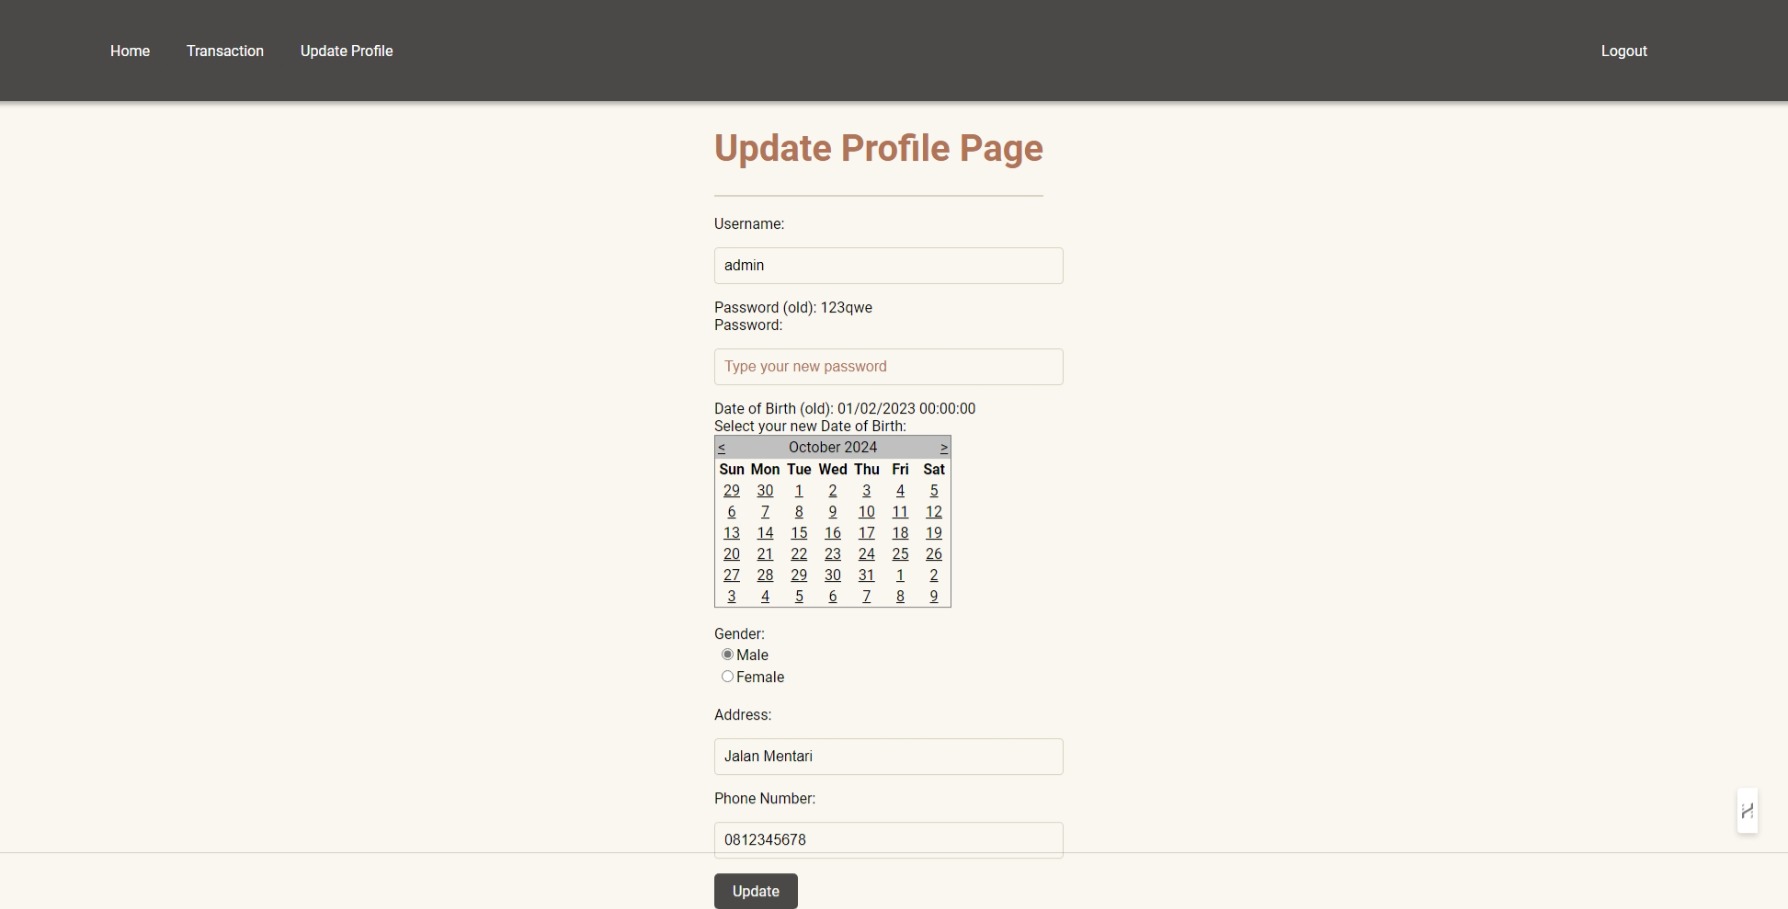 Home Transaction Update Profile Logout
Update Profile Page
Username:
admin
Password (old): 123qwe
Password:
Type your new password
Date of Birth (old): 01/02/2023 00:00:00
Select your new Date of Birth:
< October 2024 >
Sun Mon Tue Wed Thu Fri Sat
29 30 1 2 3 4 5
6 7 8 9 10 11 12
13 14 15 16 17 18 19
20 21 22 23 24 25 26
27 28 29 30 31 1 2
3 4 5 6 7 8 9
Gender:
Male
Female
Address:
Jalan Mentari
Phone Number:
0812345678
Update